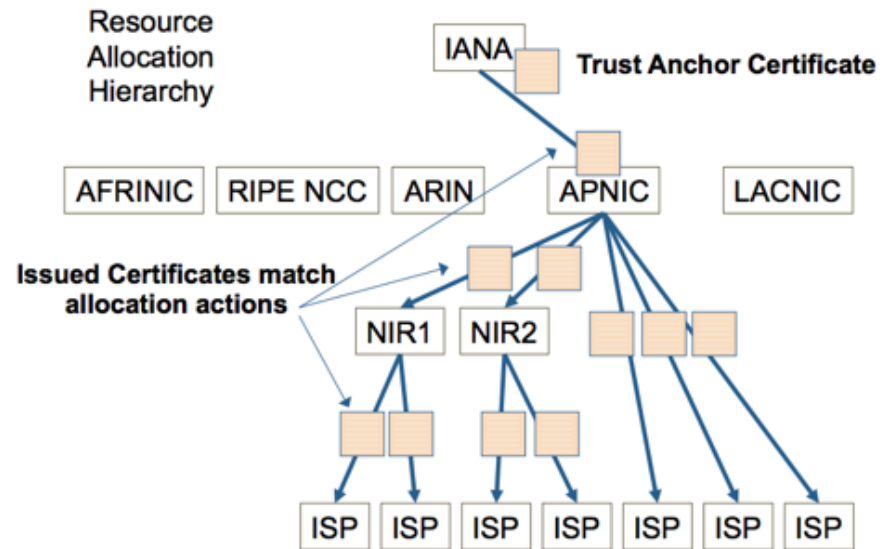 Resource
Allocation
Hierarchy
IANA
Trust Anchor Certificate
AFRINIC
RIPE NCC
ARIN
APNIC
LACNIC
Issued Certificates match
allocation actions
NIR1
NIR2
ISP
ISP
ISP
ISP
ISP
ISP
ISP